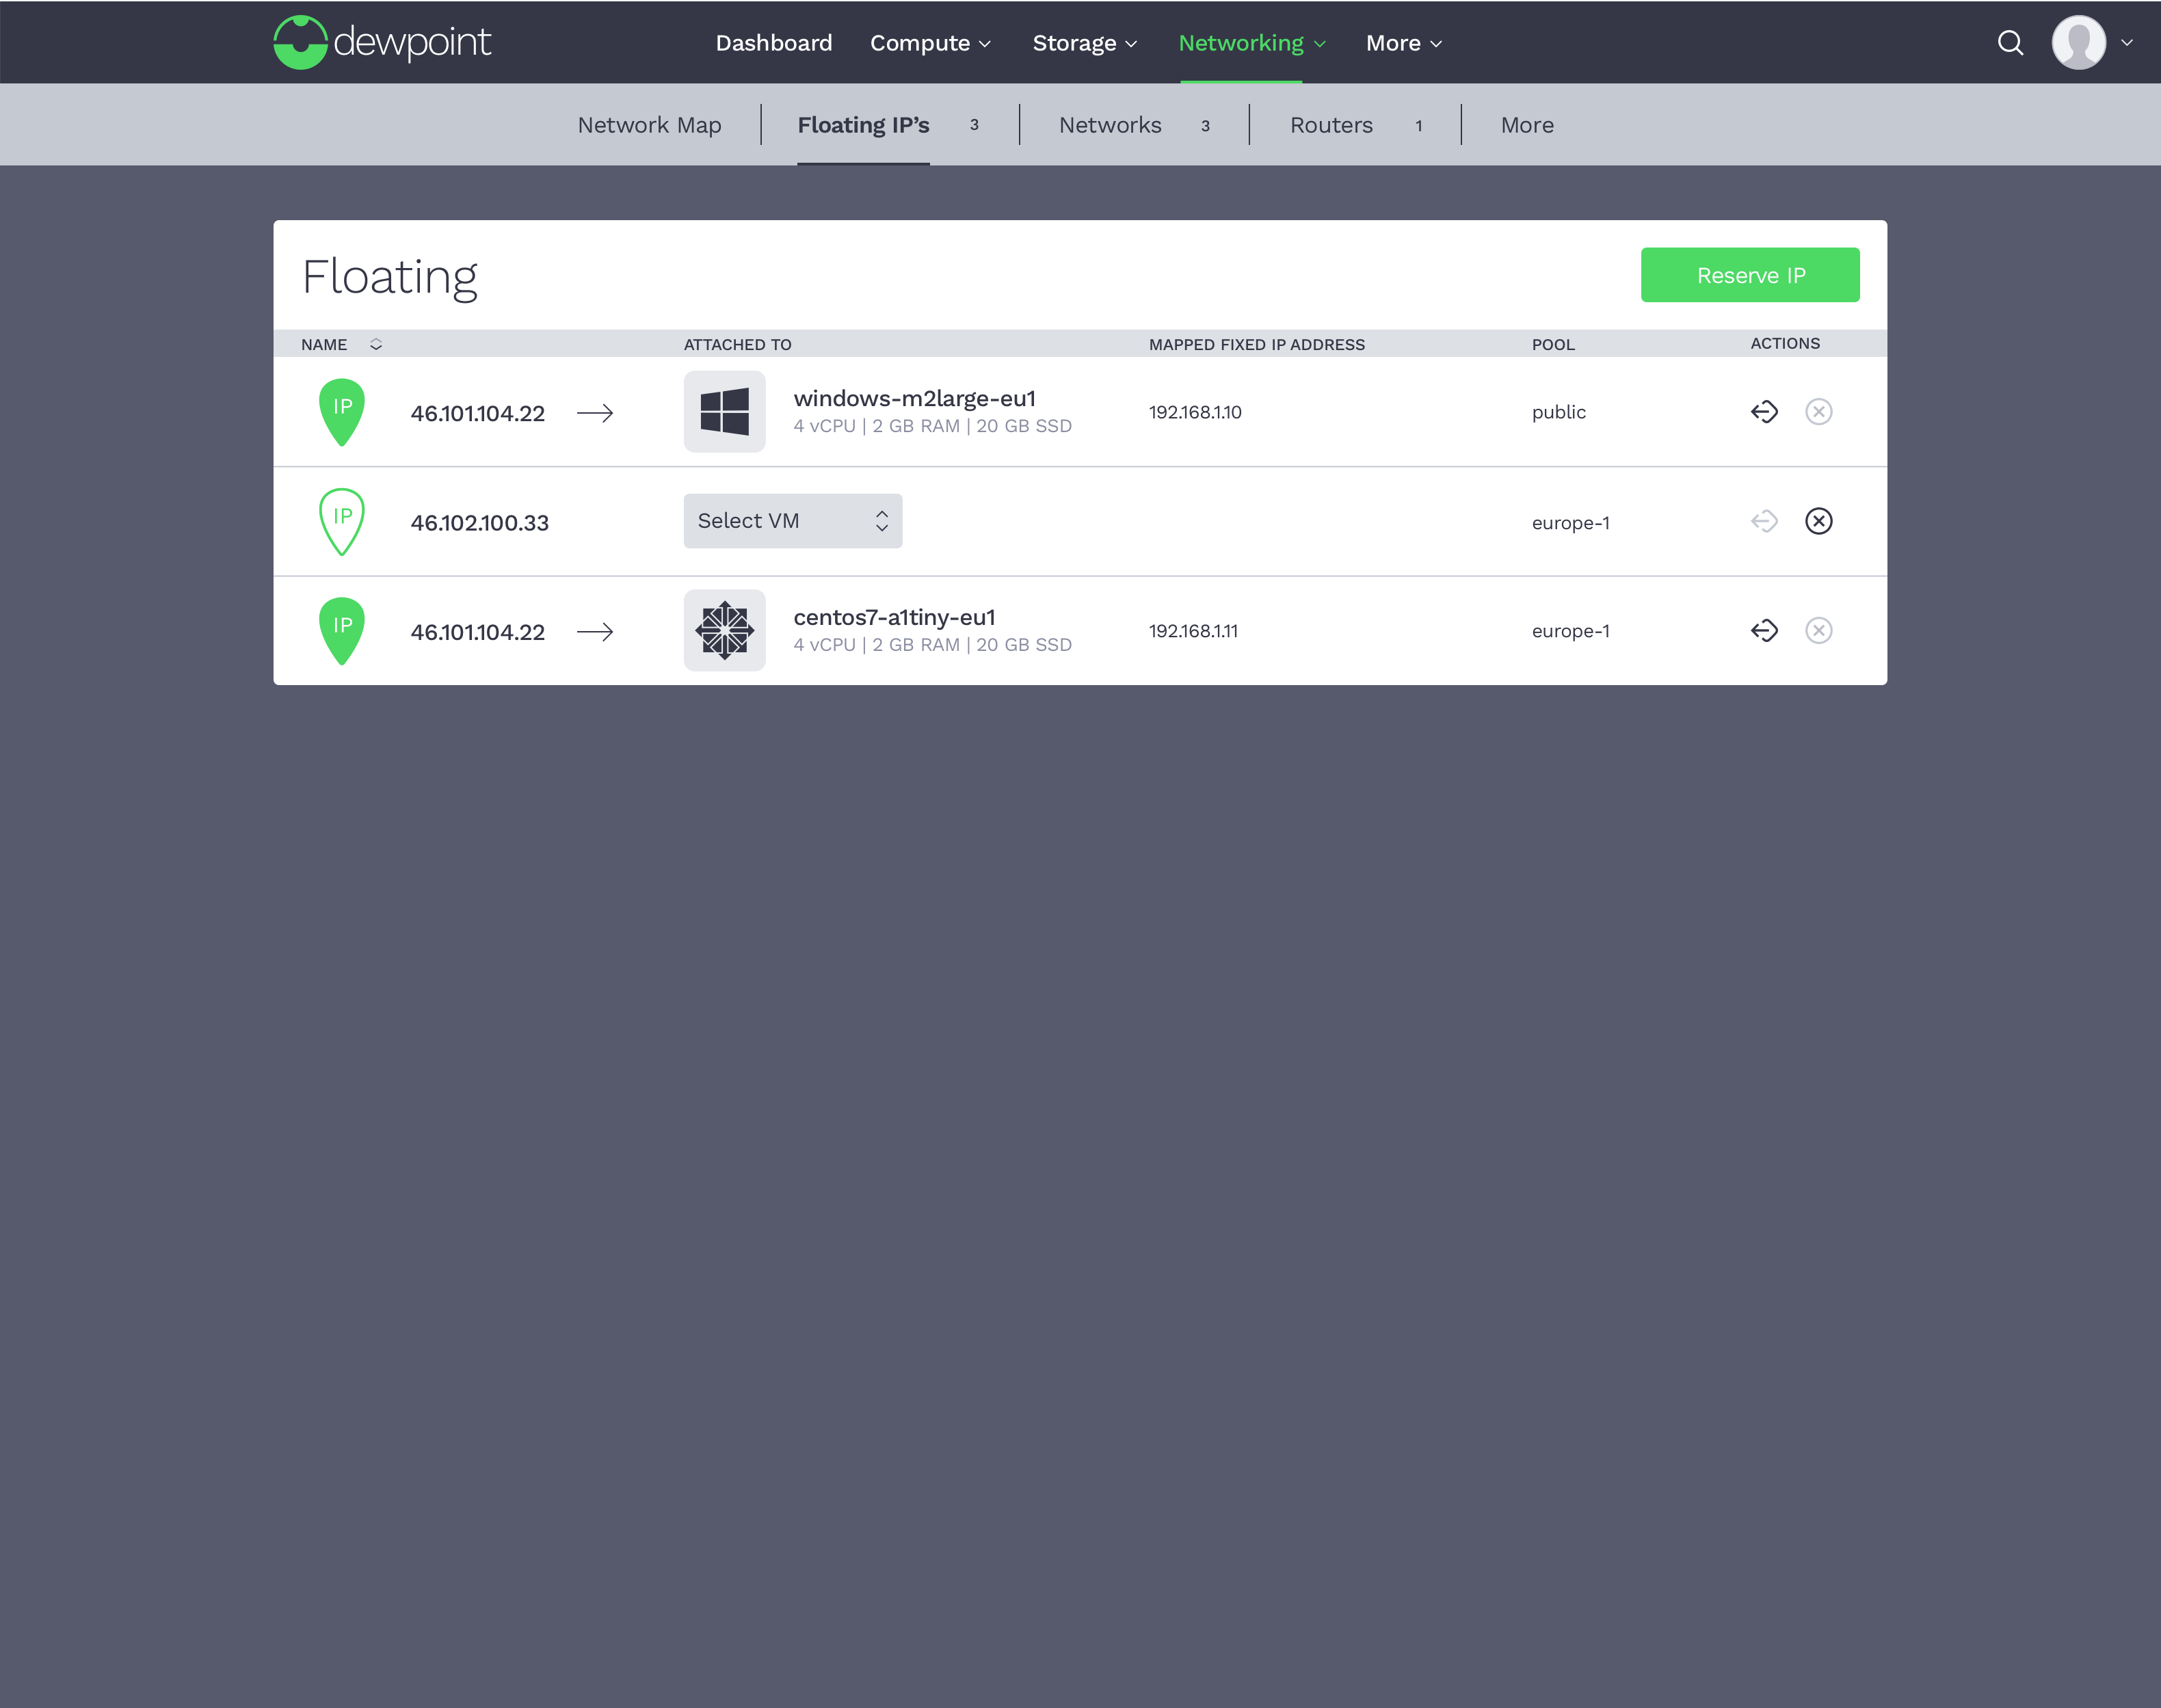 dewpoint
Dashboard Compute Storage Networking More
Network Map Floating IP’s 3 Networks 3 Routers 1 More
Floating
Reserve IP
NAME ATTACHED TO MAPPED FIXED IP ADDRESS POOL ACTIONS
IP 46.101.104.22 windows-m2large-eu1 192.168.1.10 public
4 vCPU | 2 GB RAM | 20 GB SSD
IP 46.102.100.33 Select VM europe-1
IP 46.101.104.22 centos7-a1tiny-eu1 192.168.1.11 europe-1
4 vCPU | 2 GB RAM | 20 GB SSD